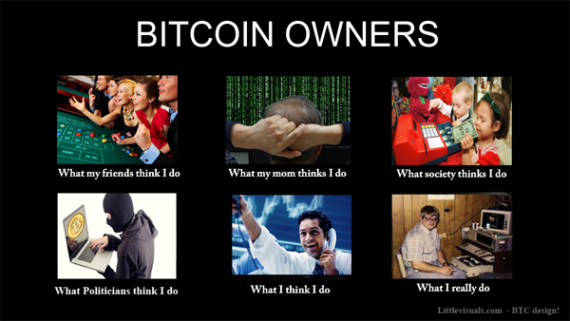 BITCOIN OWNERS
What my friends think I do
What my mom thinks I do
What society thinks I do
What Politicians think I do
What I think I do
What I really do
Littlevisuals.com - BTC design!